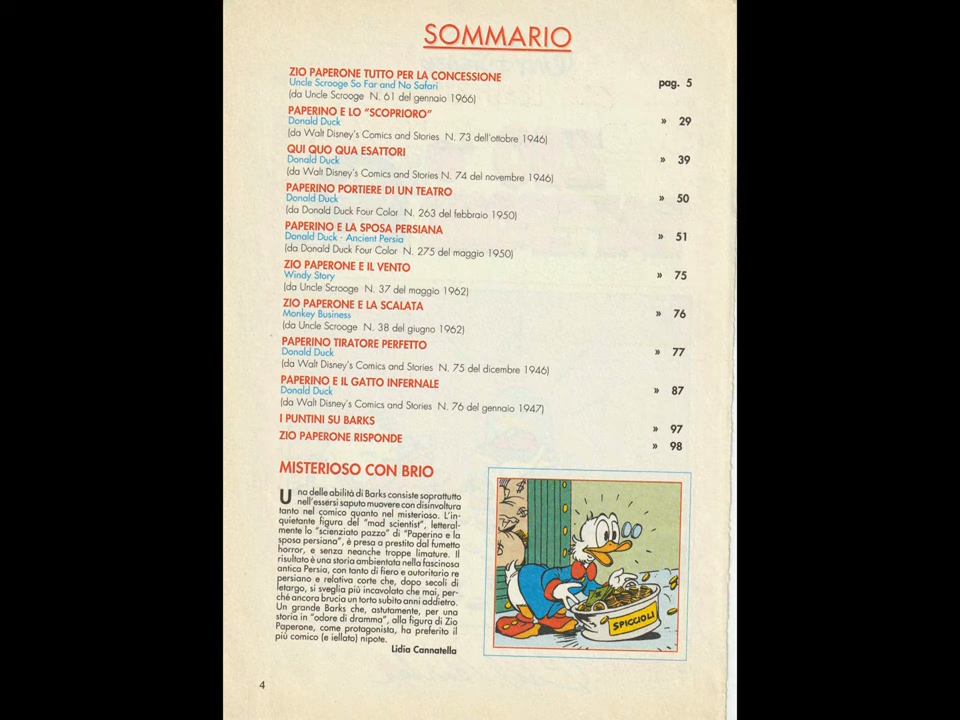 SOMMARIO
ZIO PAPERONE TUTTO PER LA CONCESSIONE
Uncle Scrooge So Far and No Safari
(da Uncle Scrooge N. 61 del gennaio 1966)
pag. 5
PAPERINO E LO "SCOPRIORO"
Donald Duck
(da Walt Disney's Comics and Stories N. 73 dell'ottobre 1946)
» 29
QUI QUO QUA ESATTORI
Donald Duck
(da Walt Disney's Comics and Stories N. 74 del novembre 1946)
» 39
PAPERINO PORTIERE DI UN TEATRO
Donald Duck
(da Donald Duck Four Color N. 263 del febbraio 1950)
» 50
PAPERINO E LA SPOSA PERSIANA
Donald Duck - Ancient Persia
(da Donald Duck Four Color N. 275 del maggio 1950)
» 51
ZIO PAPERONE E IL VENTO
Windy Story
(da Uncle Scrooge N. 37 del maggio 1962)
» 75
ZIO PAPERONE E LA SCALATA
Monkey Business
(da Uncle Scrooge N. 38 del giugno 1962)
» 76
PAPERINO TIRATORE PERFETTO
Donald Duck
(da Walt Disney's Comics and Stories N. 75 del dicembre 1946)
» 77
PAPERINO E IL GATTO INFERNALE
Donald Duck
(da Walt Disney's Comics and Stories N. 76 del gennaio 1947)
» 87
I PUNTINI SU BARKS
» 97
ZIO PAPERONE RISPONDE
» 98
MISTERIOSO CON BRIO
Una delle abilità di Barks consiste soprattutto
nell'essersi saputo muovere con disinvoltura
tanto nel comico quanto nel misterioso. L'in-
quietante figura del "mad scientist", letteral-
mente lo "scienziato pazzo" di "Paperino e la
sposa persiana", è presa a prestito dal fumetto
horror, e senza neanche troppe limature. Il
risultato è una storia ambientata nella fascinosa
antica Persia, con tanto di fiero e autoritario re
persiano e relativa corte che, dopo secoli di
letargo, si sveglia più incavolato che mai, per-
ché ancora brucia un torto subito anni addietro.
Un grande Barks che, astutamente, per una
storia in "odore di dramma", alla figura di Zio
Paperone, come protagonista, ha preferito il
più comico (e iellato) nipote.
Lidia Cannatella
SPICCIOLI
4